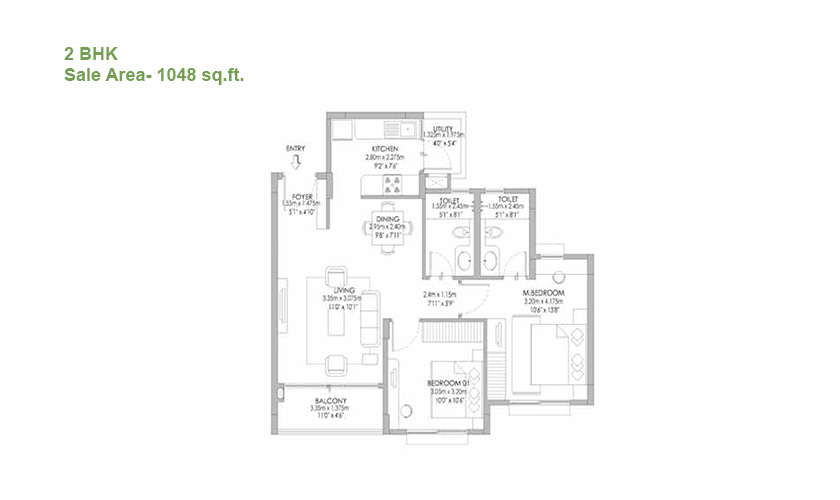 2 BHK
Sale Area- 1048 sq.ft.
UTILITY
1.325m x 1.975m
4'0" x 5'4"
ENTRY
KITCHEN
2.80m x 2.275m
9'2" x 7'6"
FOYER
1.55m x 1.475m
5'1" x 4'10"
TOILET
1.55m x 2.45m
5'1" x 8'1"
TOILET
1.55m x 2.45m
5'1" x 8'1"
DINING
2.95m x 2.40m
9'8" x 7'11"
LIVING
3.35m x 3.075m
11'0" x 10'1"
2.4m x 1.15m
7'11" x 3'9"
M.BEDROOM
3.20m x 4.175m
10'6" x 13'8"
BEDROOM 01
3.05m x 3.20m
10'0" x 10'6"
BALCONY
3.35m x 1.375m
11'0" x 4'6"